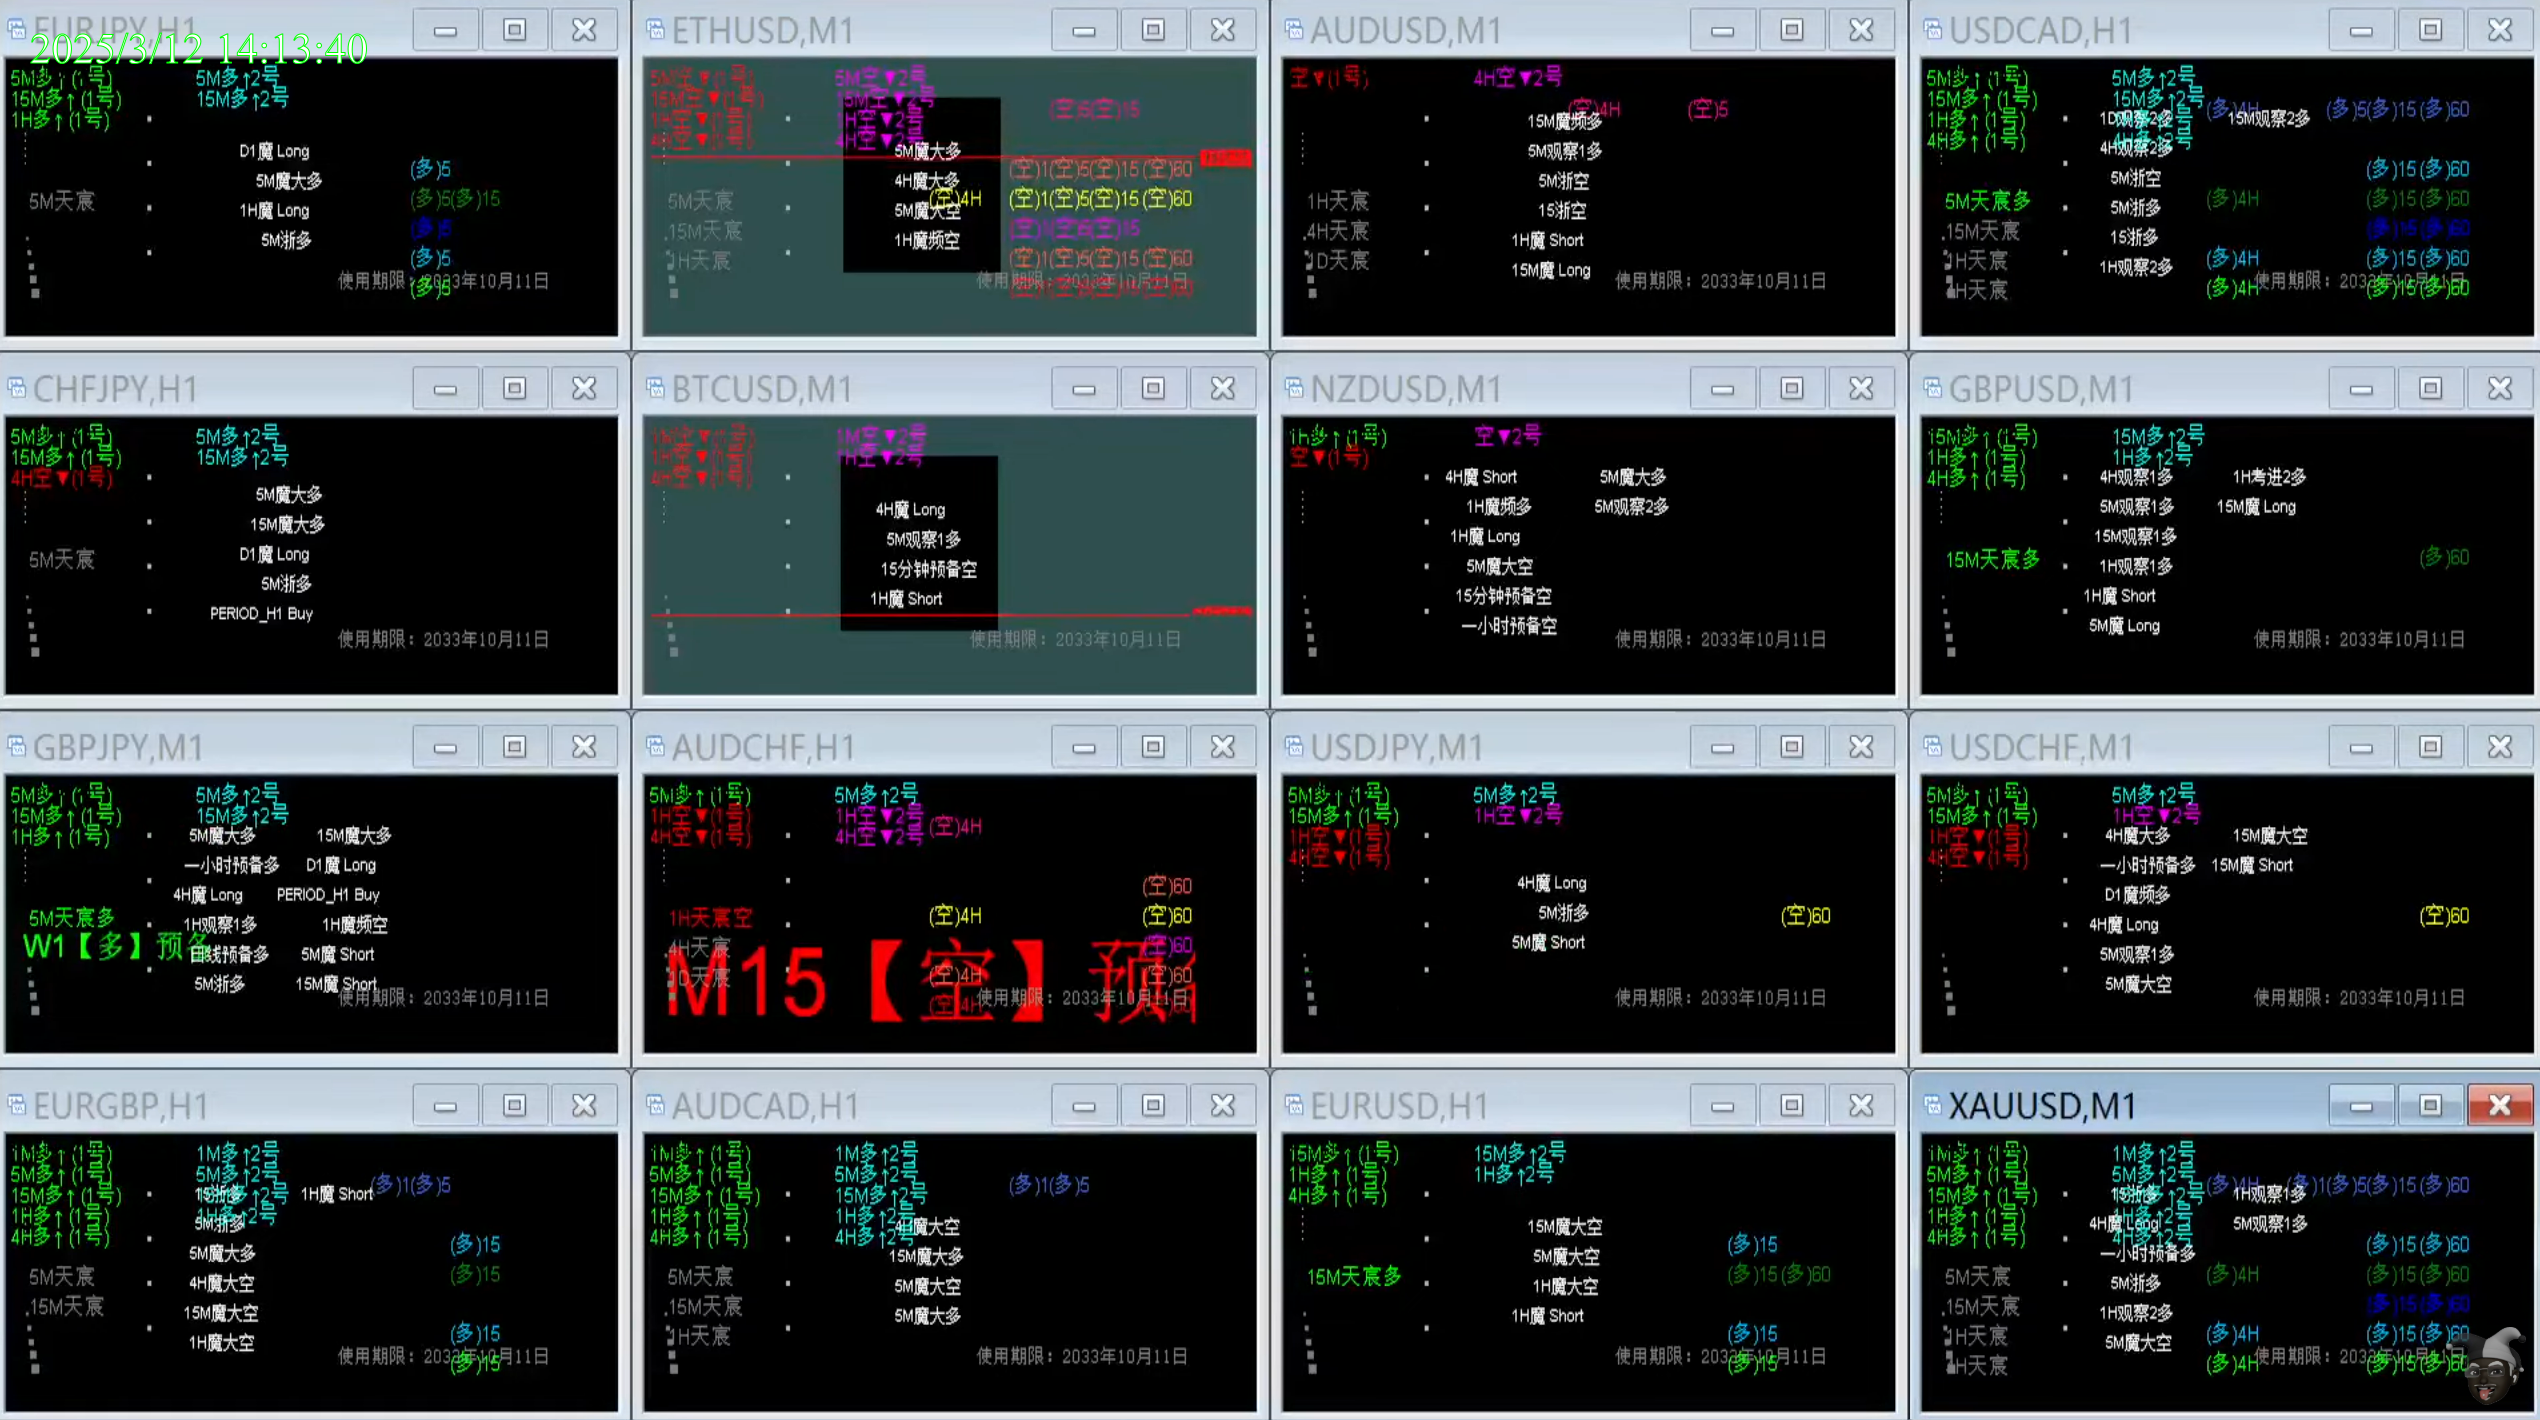 EURJPY,H1
2025/3/12 14:13:40
5M多↑(1号) 5M多↑2号
15M多↑(1号) 15M多↑2号
1H多↑(1号)
D1魔 Long
5M魔大多 (多)5
5M天宸 (多)5(多)15
1H魔 Long
5M浙多 (多)5
(多)5
使用期限：2033年10月11日
(多)5
ETHUSD,M1
5M空▼(1号) 5M空▼2号
15M空▼(1号) 15M空▼2号
(空)5(空)15
1H空▼(1号) 1H空▼2号
4H空▼(1号) 4H空▼2号
5M魔大多
(空)1(空)5(空)15(空)60
4H魔大多
5M天宸 (空)4H (空)1(空)5(空)15(空)60
5M魔大空
15M天宸 (空)1(空)5(空)15
1H魔频空
1H天宸 (空)1(空)5(空)15(空)60
使用期限：2033年10月11日
AUDUSD,M1
空▼(1号) 4H空▼2号
(空)4H (空)5
15M魔频多
5M观察1多
5M浙空
1H天宸
15浙空
4H天宸
1H魔 Short
1D天宸
15M魔 Long
使用期限：2033年10月11日
USDCAD,H1
5M多↑(1号) 5M多↑2号
15M多↑(1号) 15M多↑2号
(多)4H (多)5(多)15(多)60
1H多↑(1号) 1D观察2多 15M观察2多
4H多↑(1号) 4H观察2多
5M浙空 (多)15(多)60
5M天宸多 (多)4H (多)15(多)60
5M浙多
15M天宸 15浙多 (多)15(多)60
1H天宸 1H观察2多 (多)4H (多)15(多)60
使用期限：2033年10月11日
4H天宸 (多)4H (多)15(多)60
CHFJPY,H1
5M多↑(1号) 5M多↑2号
15M多↑(1号) 15M多↑2号
4H空▼(1号)
5M魔大多
15M魔大多
5M天宸 D1魔 Long
5M浙多
PERIOD_H1 Buy
使用期限：2033年10月11日
BTCUSD,M1
1M空▼(1号) 1M空▼2号
1H空▼(1号) 1H空▼2号
4H空▼(1号)
4H魔 Long
5M观察1多
15分钟预备空
1H魔 Short
使用期限：2033年10月11日
NZDUSD,M1
1H多↑(1号) 空▼2号
空▼(1号)
4H魔 Short 5M魔大多
1H魔频多 5M观察2多
1H魔 Long
5M魔大空
15分钟预备空
一小时预备空
使用期限：2033年10月11日
GBPUSD,M1
15M多↑(1号) 15M多↑2号
1H多↑(1号) 1H多↑2号
4H多↑(1号) 4H观察1多 1H考进2多
5M观察1多 15M魔 Long
15M观察1多
15M天宸多 1H观察1多 (多)60
1H魔 Short
5M魔 Long
使用期限：2033年10月11日
GBPJPY,M1
5M多↑(1号) 5M多↑2号
15M多↑(1号) 15M多↑2号
1H多↑(1号) 5M魔大多 15M魔大多
一小时预备多 D1魔 Long
4H魔 Long PERIOD_H1 Buy
5M天宸多 1H观察1多 1H魔频空
W1【多】预备 日线预备多 5M魔 Short
5M浙多 15M魔 Short
使用期限：2033年10月11日
AUDCHF,H1
5M多↑(1号) 5M多↑2号
1H空▼(1号) 1H空▼2号
4H空▼(1号) 4H空▼2号 (空)4H
(空)60
1H天宸空 (空)4H (空)60
4H天宸 (空)60
1D天宸 (空)4H (空)60
M15【空】预
使用期限：2033年10月11日
USDJPY,M1
5M多↑(1号) 5M多↑2号
15M多↑(1号) 1H空▼2号
1H空▼(1号)
4H空▼(1号)
4H魔 Long
5M浙多 (空)60
5M魔 Short
使用期限：2033年10月11日
USDCHF,M1
5M多↑(1号) 5M多↑2号
15M多↑(1号) 1H空▼2号
1H空▼(1号) 4H魔大多 15M魔大空
4H空▼(1号) 一小时预备多 15M魔 Short
D1魔频多
4H魔 Long (空)60
5M观察1多
5M魔大空
使用期限：2033年10月11日
EURGBP,H1
1M多↑(1号) 1M多↑2号
5M多↑(1号) 5M多↑2号
15M多↑(1号) 15M多↑2号 1H魔 Short (多)1(多)5
1H多↑(1号) 1H多↑2号
4H多↑(1号) 5M浙多
5M魔大多 (多)15
5M天宸 4H魔大空 (多)15
15M天宸 15M魔大空
1H魔大空 (多)15
使用期限：2033年10月11日
(多)15
AUDCAD,H1
1M多↑(1号) 1M多↑2号
5M多↑(1号) 5M多↑2号 (多)1(多)5
15M多↑(1号) 15M多↑2号
1H多↑(1号) 1H多↑2号
4H多↑(1号) 4H多↑2号 4H魔大空
15M魔大多
5M天宸 5M魔大空
15M天宸 5M魔大多
1H天宸
使用期限：2033年10月11日
EURUSD,H1
15M多↑(1号) 15M多↑2号
1H多↑(1号) 1H多↑2号
4H多↑(1号)
15M魔大空
5M魔大空 (多)15
15M天宸多 1H魔大空 (多)15(多)60
1H魔 Short
(多)15
使用期限：2033年10月11日
(多)15
XAUUSD,M1
1M多↑(1号) 1M多↑2号
5M多↑(1号) 5M多↑2号
15M多↑(1号) 15M多↑2号 (多)4H (多)1(多)5(多)15(多)60
15浙多 1H观察1多
1H多↑(1号) 1H多↑2号
4H魔 Long 5M观察1多
4H多↑(1号) 4H多↑2号
一小时预备多 (多)15(多)60
5M天宸 5M浙多 (多)4H (多)15(多)60
15M天宸 1H观察2多 (多)15(多)60
1H天宸 5M魔大空 (多)4H (多)15(多)60
使用期限：2033年10月11日
4H天宸 (多)4H (多)15(多)60